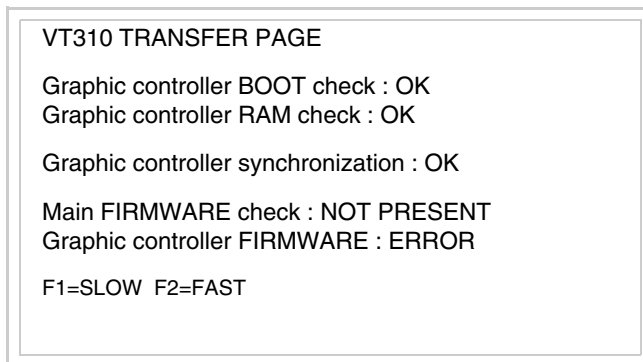 VT310 TRANSFER PAGE
Graphic controller BOOT check : OK
Graphic controller RAM check : OK
Graphic controller synchronization : OK
Main FIRMWARE check : NOT PRESENT
Graphic controller FIRMWARE : ERROR
F1=SLOW F2=FAST